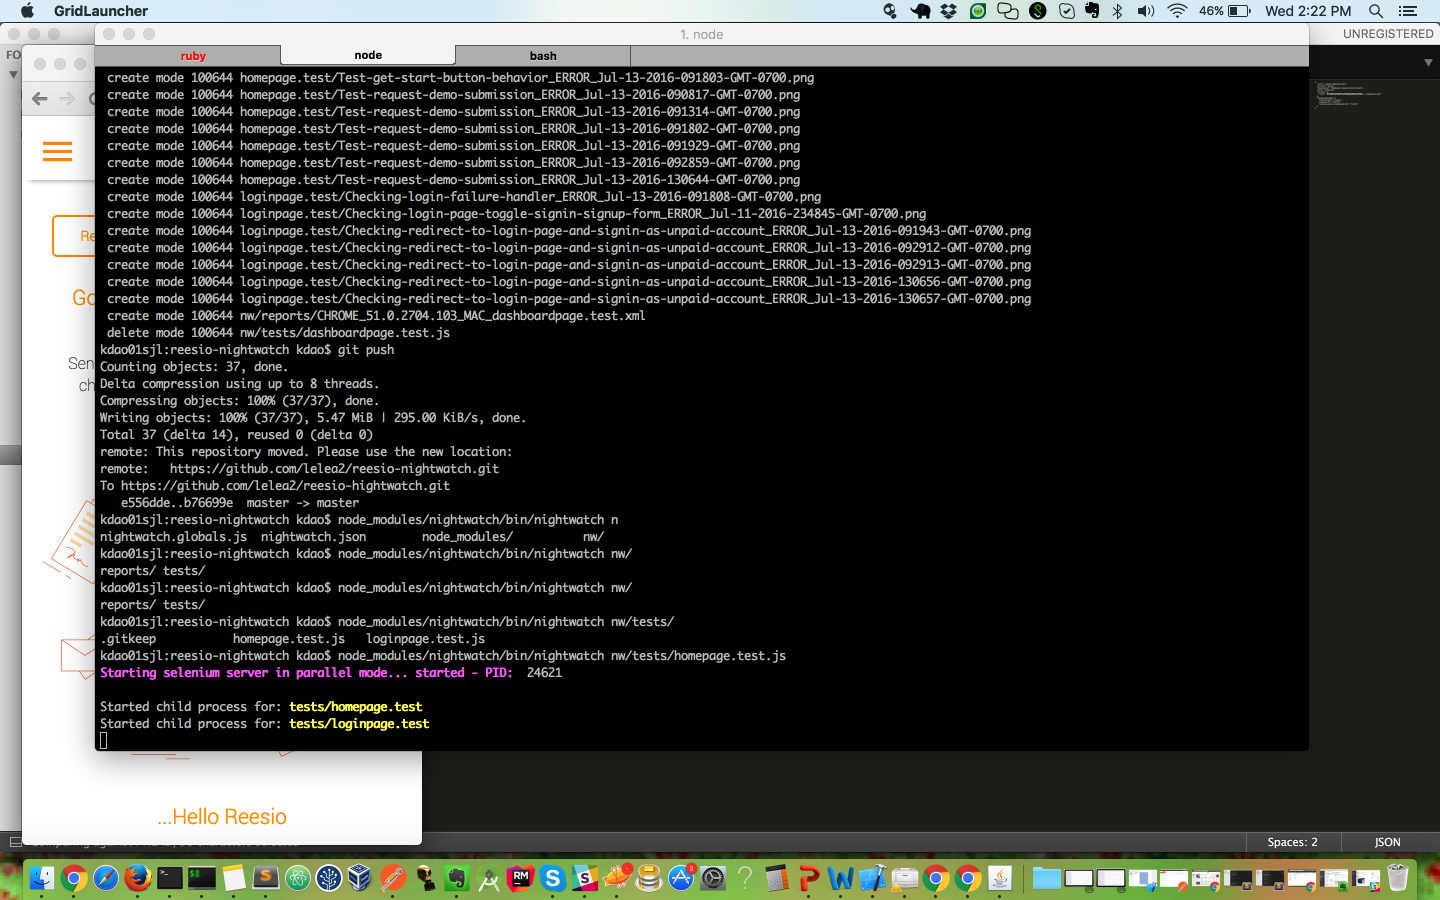 GridLauncher
46%
Wed 2:22 PM
1. node
UNREGISTERED
FO
ruby
node
bash
create mode 100644 homepage.test/Test-get-start-button-behavior_ERROR_Jul-13-2016-091803-GMT-0700.png
create mode 100644 homepage.test/Test-request-demo-submission_ERROR_Jul-13-2016-090817-GMT-0700.png
create mode 100644 homepage.test/Test-request-demo-submission_ERROR_Jul-13-2016-091314-GMT-0700.png
create mode 100644 homepage.test/Test-request-demo-submission_ERROR_Jul-13-2016-091802-GMT-0700.png
create mode 100644 homepage.test/Test-request-demo-submission_ERROR_Jul-13-2016-091929-GMT-0700.png
create mode 100644 homepage.test/Test-request-demo-submission_ERROR_Jul-13-2016-092859-GMT-0700.png
create mode 100644 homepage.test/Test-request-demo-submission_ERROR_Jul-13-2016-130644-GMT-0700.png
create mode 100644 loginpage.test/Checking-login-failure-handler_ERROR_Jul-13-2016-091808-GMT-0700.png
create mode 100644 loginpage.test/Checking-login-page-toggle-signin-signup-form_ERROR_Jul-11-2016-234845-GMT-0700.png
create mode 100644 loginpage.test/Checking-redirect-to-login-page-and-signin-as-unpaid-account_ERROR_Jul-13-2016-091943-GMT-0700.png
create mode 100644 loginpage.test/Checking-redirect-to-login-page-and-signin-as-unpaid-account_ERROR_Jul-13-2016-092912-GMT-0700.png
create mode 100644 loginpage.test/Checking-redirect-to-login-page-and-signin-as-unpaid-account_ERROR_Jul-13-2016-092913-GMT-0700.png
create mode 100644 loginpage.test/Checking-redirect-to-login-page-and-signin-as-unpaid-account_ERROR_Jul-13-2016-130656-GMT-0700.png
create mode 100644 loginpage.test/Checking-redirect-to-login-page-and-signin-as-unpaid-account_ERROR_Jul-13-2016-130657-GMT-0700.png
create mode 100644 nw/reports/CHROME_51.0.2704.103_MAC_dashboardpage.test.xml
delete mode 100644 nw/tests/dashboardpage.test.js
kdao01sjl:reesio-nightwatch kdao$ git push
Counting objects: 37, done.
Delta compression using up to 8 threads.
Compressing objects: 100% (37/37), done.
Writing objects: 100% (37/37), 5.47 MiB | 295.00 KiB/s, done.
Total 37 (delta 14), reused 0 (delta 0)
remote: This repository moved. Please use the new location:
remote:   https://github.com/lelea2/reesio-nightwatch.git
To https://github.com/lelea2/reesio-hightwatch.git
e556dde..b76699e  master -> master
kdao01sjl:reesio-nightwatch kdao$ node_modules/nightwatch/bin/nightwatch n
nightwatch.globals.js  nightwatch.json        node_modules/          nw/
kdao01sjl:reesio-nightwatch kdao$ node_modules/nightwatch/bin/nightwatch nw/
reports/ tests/
kdao01sjl:reesio-nightwatch kdao$ node_modules/nightwatch/bin/nightwatch nw/
reports/ tests/
kdao01sjl:reesio-nightwatch kdao$ node_modules/nightwatch/bin/nightwatch nw/tests/
.gitkeep           homepage.test.js   loginpage.test.js
kdao01sjl:reesio-nightwatch kdao$ node_modules/nightwatch/bin/nightwatch nw/tests/homepage.test.js
Starting selenium server in parallel mode... started - PID:  24621
Started child process for: tests/homepage.test
Started child process for: tests/loginpage.test
Re
Go
Sen
ch
...Hello Reesio
Spaces: 2
JSON